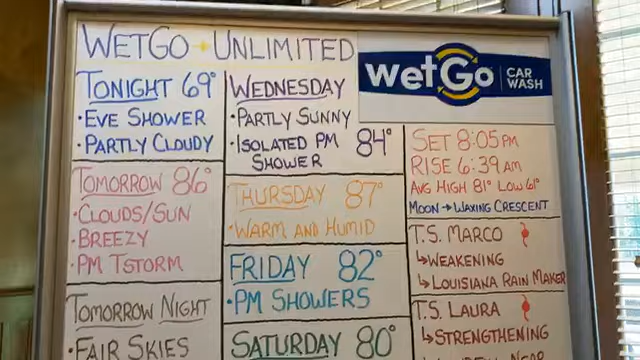 WETGO → UNLIMITED
wetGo CAR WASH
TONIGHT 69°
• EVE SHOWER
• PARTLY CLOUDY
TOMORROW 86°
• CLOUDS/SUN
• BREEZY
• PM TSTORM
TOMORROW NIGHT
• FAIR SKIES
WEDNESDAY
• PARTLY SUNNY
• ISOLATED PM SHOWER 84°
THURSDAY 87°
• WARM AND HUMID
FRIDAY 82°
• PM SHOWERS
SATURDAY 80°
SET 8:05 PM
RISE 6:39 AM
AVG HIGH 81° LOW 61°
MOON → WAXING CRESCENT
T.S. MARCO
↳ WEAKENING
↳ LOUISIANA RAIN MAKER
T.S. LAURA
↳ STRENGTHENING